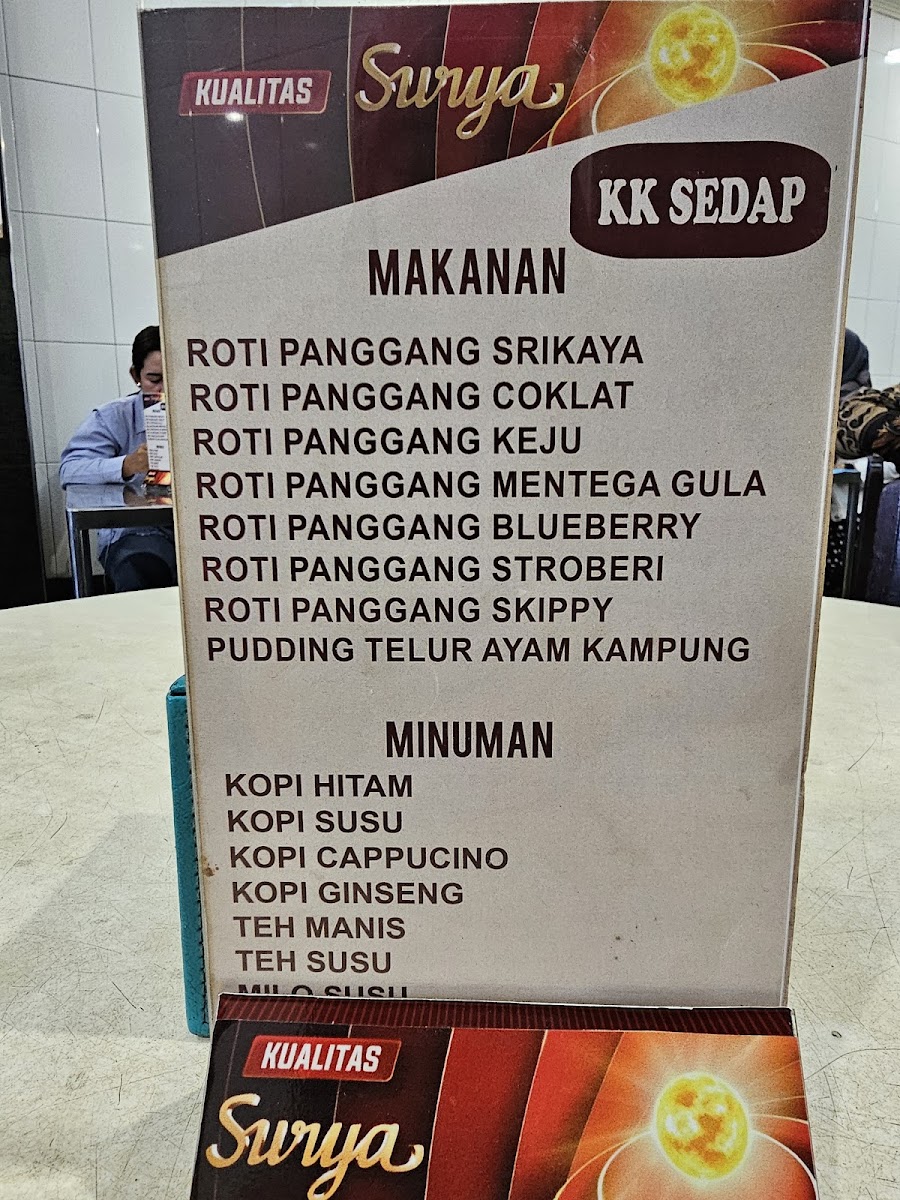 KUALITAS Surya
KK SEDAP
MAKANAN
ROTI PANGGANG SRIKAYA
ROTI PANGGANG COKLAT
ROTI PANGGANG KEJU
ROTI PANGGANG MENTEGA GULA
ROTI PANGGANG BLUEBERRY
ROTI PANGGANG STROBERI
ROTI PANGGANG SKIPPY
PUDDING TELUR AYAM KAMPUNG
MINUMAN
KOPI HITAM
KOPI SUSU
KOPI CAPPUCINO
KOPI GINSENG
TEH MANIS
TEH SUSU
MILO SUSU
KUALITAS
Surya